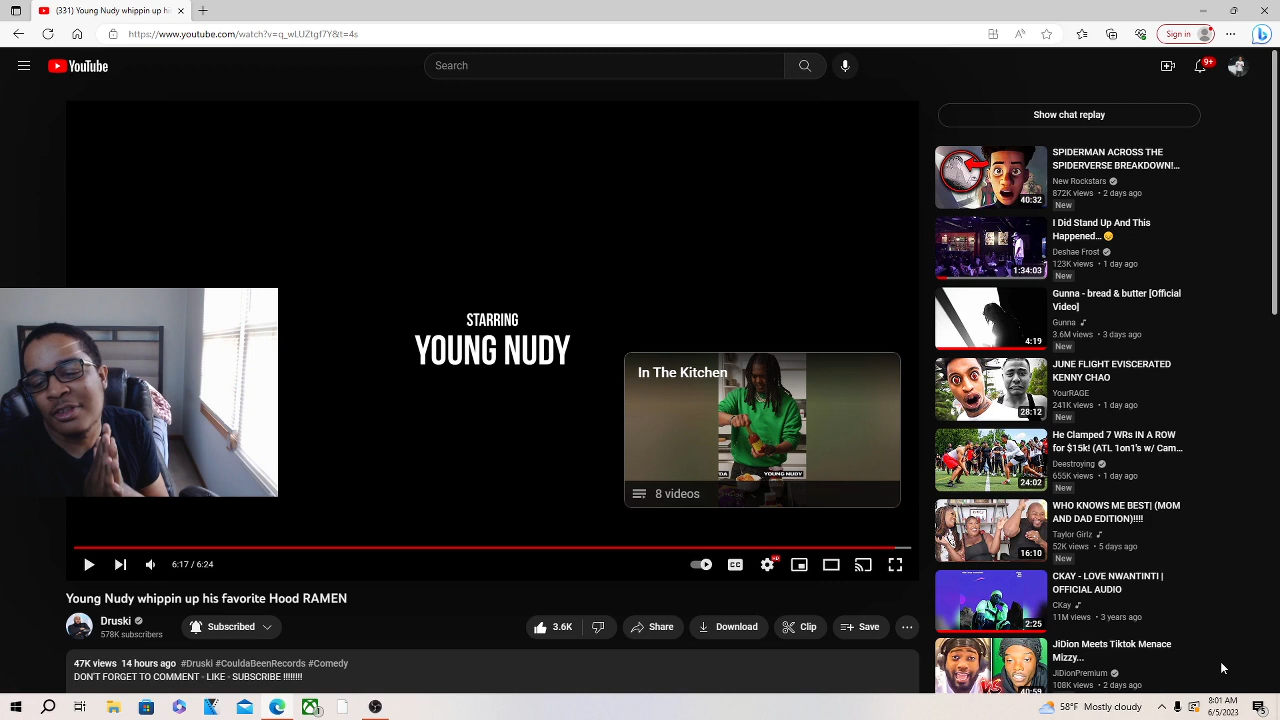 (331) Young Nudy whippin up hi
https://www.youtube.com/watch?v=q_wLUZtgf7Y&t=4s
Sign in
YouTube
Search
9+
Show chat replay
STARRING
YOUNG NUDY
In The Kitchen
YOUNG NUDY
8 videos
6:17 / 6:24
CC
HD
Young Nudy whippin up his favorite Hood RAMEN
Druski
578K subscribers
Subscribed
3.6K
Share
Download
Clip
Save
47K views 14 hours ago #Druski #CouldaBeenRecords #Comedy
DON'T FORGET TO COMMENT - LIKE - SUBSCRIBE !!!!!!!!
40:32
SPIDERMAN ACROSS THE
SPIDERVERSE BREAKDOWN!...
New Rockstars
872K views • 2 days ago
New
1:34:03
I Did Stand Up And This
Happened...
Deshae Frost
123K views • 1 day ago
New
4:19
Gunna - bread & butter [Official
Video]
Gunna
3.6M views • 3 days ago
New
28:12
JUNE FLIGHT EVISCERATED
KENNY CHAO
YourRAGE
241K views • 1 day ago
New
24:02
He Clamped 7 WRs IN A ROW
for $15k! (ATL 1on1's w/ Cam...
Deestroying
655K views • 1 day ago
New
16:10
WHO KNOWS ME BEST| (MOM
AND DAD EDITION)!!!!
Taylor Girlz
52K views • 5 days ago
New
2:25
CKAY - LOVE NWANTINTI |
OFFICIAL AUDIO
CKay
11M views • 3 years ago
VS
40:59
JiDion Meets Tiktok Menace
Mizzy...
JiDionPremium
108K views • 2 days ago
58°F Mostly cloudy
8:01 AM
6/5/2023